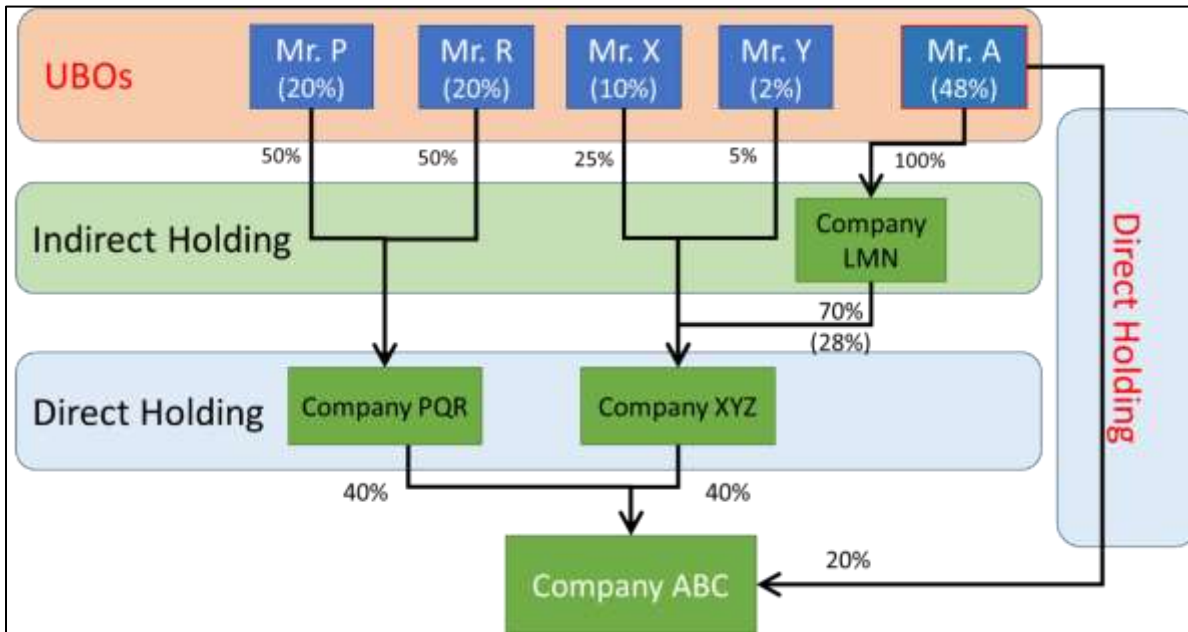 UBOs
Mr. P
(20%)
Mr. R
(20%)
Mr. X
(10%)
Mr. Y
(2%)
Mr. A
(48%)
50%
50%
25%
5%
100%
Indirect Holding
Company
LMN
70%
(28%)
Direct Holding
Company PQR
Company XYZ
40%
40%
Company ABC
20%
Direct Holding